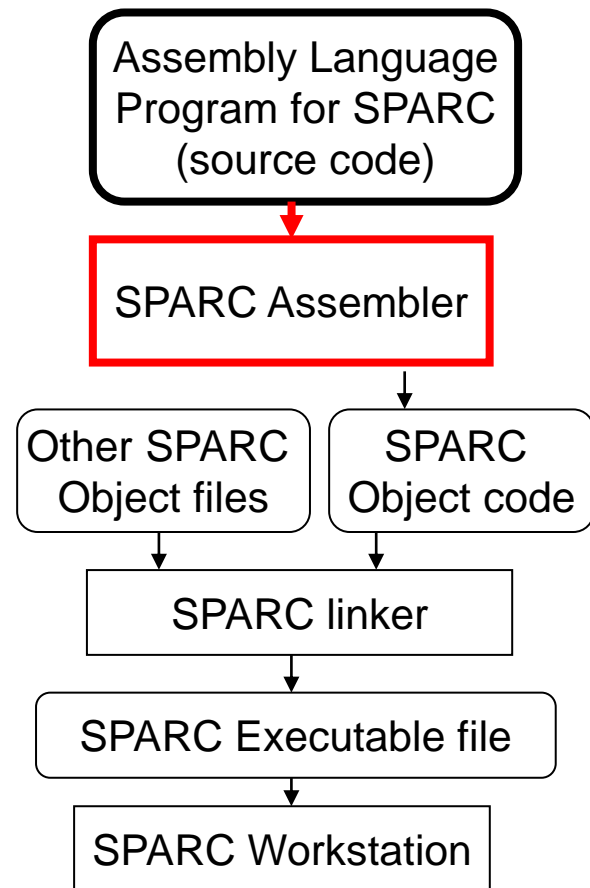 Assembly Language
Program for SPARC
(source code)
SPARC Assembler
Other SPARC
Object files
SPARC
Object code
SPARC linker
SPARC Executable file
SPARC Workstation